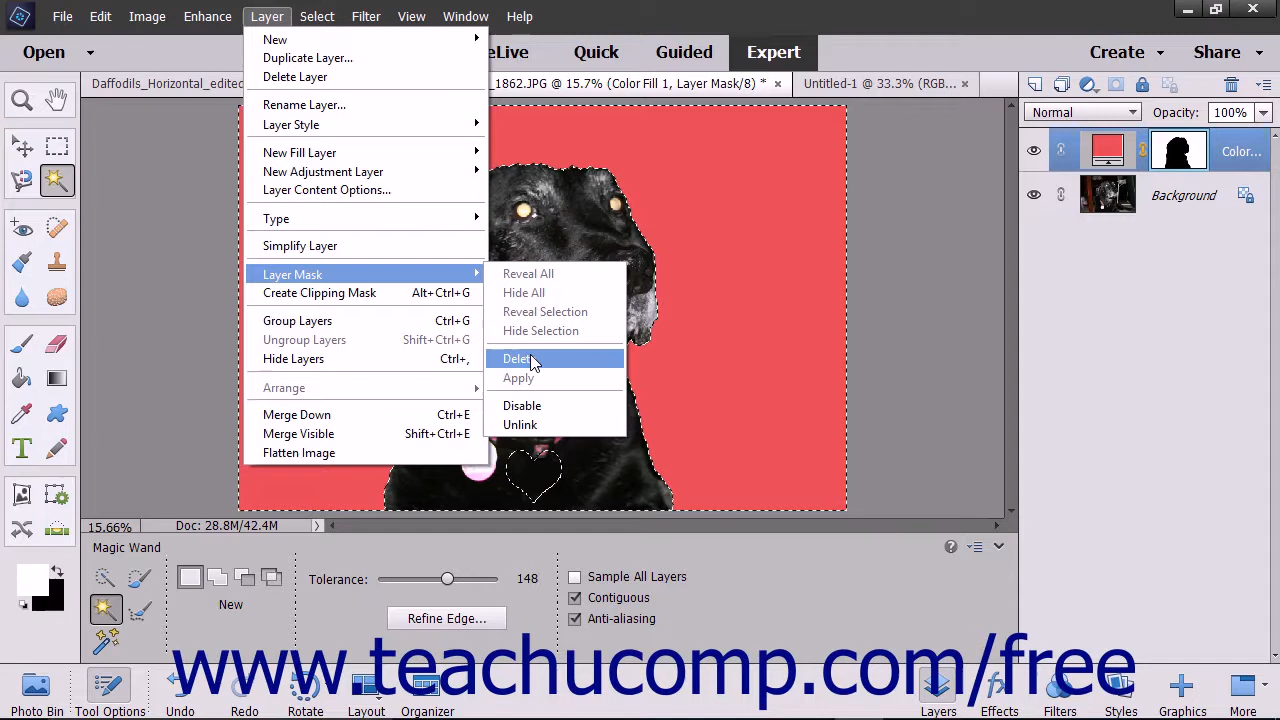 File Edit Image Enhance Layer Select Filter View Window Help
Open eLive Quick Guided Expert Create Share
Daffodils_Horizontal_edited _1862.JPG @ 15.7% (Color Fill 1, Layer Mask/8) * × Untitled-1 @ 33.3% (RGB... ×
New
Duplicate Layer...
Delete Layer
Rename Layer...
Layer Style
New Fill Layer
New Adjustment Layer
Layer Content Options...
Type
Simplify Layer
Layer Mask
Create Clipping Mask Alt+Ctrl+G
Group Layers Ctrl+G
Ungroup Layers Shift+Ctrl+G
Hide Layers Ctrl+,
Arrange
Merge Down Ctrl+E
Merge Visible Shift+Ctrl+E
Flatten Image
Reveal All
Hide All
Reveal Selection
Hide Selection
Delet
Apply
Disable
Unlink
Normal Opacity: 100%
Color...
Background
15.66% Doc: 28.8M/42.4M
Magic Wand
New
Tolerance: 148
Refine Edge...
Sample All Layers
Contiguous
Anti-aliasing
www.teachucomp.com/free
Photo Bin Tool Options Undo Redo Rotate Layout Organizer Layers Effects Filters Styles Graphics More